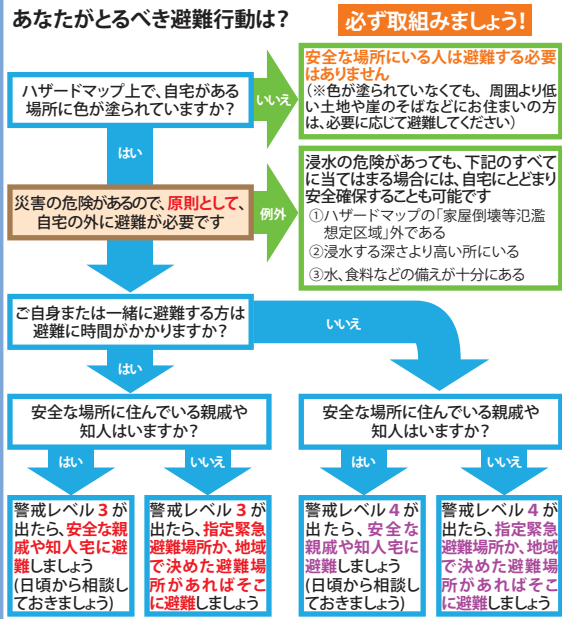 あなたがとるべき避難行動は?
必ず取組みましょう!
ハザードマップ上で、自宅がある
場所に色が塗られていますか?
いいえ
安全な場所にいる人は避難する必要
はありません
(※色が塗られていなくても、周囲より低
い土地や崖のそばなどにお住まいの方
は、必要に応じて避難してください)
はい
災害の危険があるので、原則として、
自宅の外に避難が必要です
例外
浸水の危険があっても、下記のすべて
に当てはまる場合には、自宅にとどまり
安全確保することも可能です
①ハザードマップの「家屋倒壊等氾濫
想定区域」外である
②浸水する深さより高い所にいる
③水、食料などの備えが十分にある
ご自身または一緒に避難する方は
避難に時間がかかりますか?
いいえ
はい
安全な場所に住んでいる親戚や
知人はいますか?
はい
いいえ
警戒レベル3が
出たら、安全な親
戚や知人宅に避
難しましょう
(日頃から相談し
ておきましょう)
警戒レベル3が
出たら、指定緊急
避難場所か、地域
で決めた避難場
所があればそこ
に避難しましょう
安全な場所に住んでいる親戚や
知人はいますか?
はい
いいえ
警戒レベル4が
出たら、安全な
親戚や知人宅に
避難しましょう
(日頃から相談し
ておきましょう)
警戒レベル4が
出たら、指定緊急
避難場所か、地域
で決めた避難場
所があればそこ
に避難しましょう